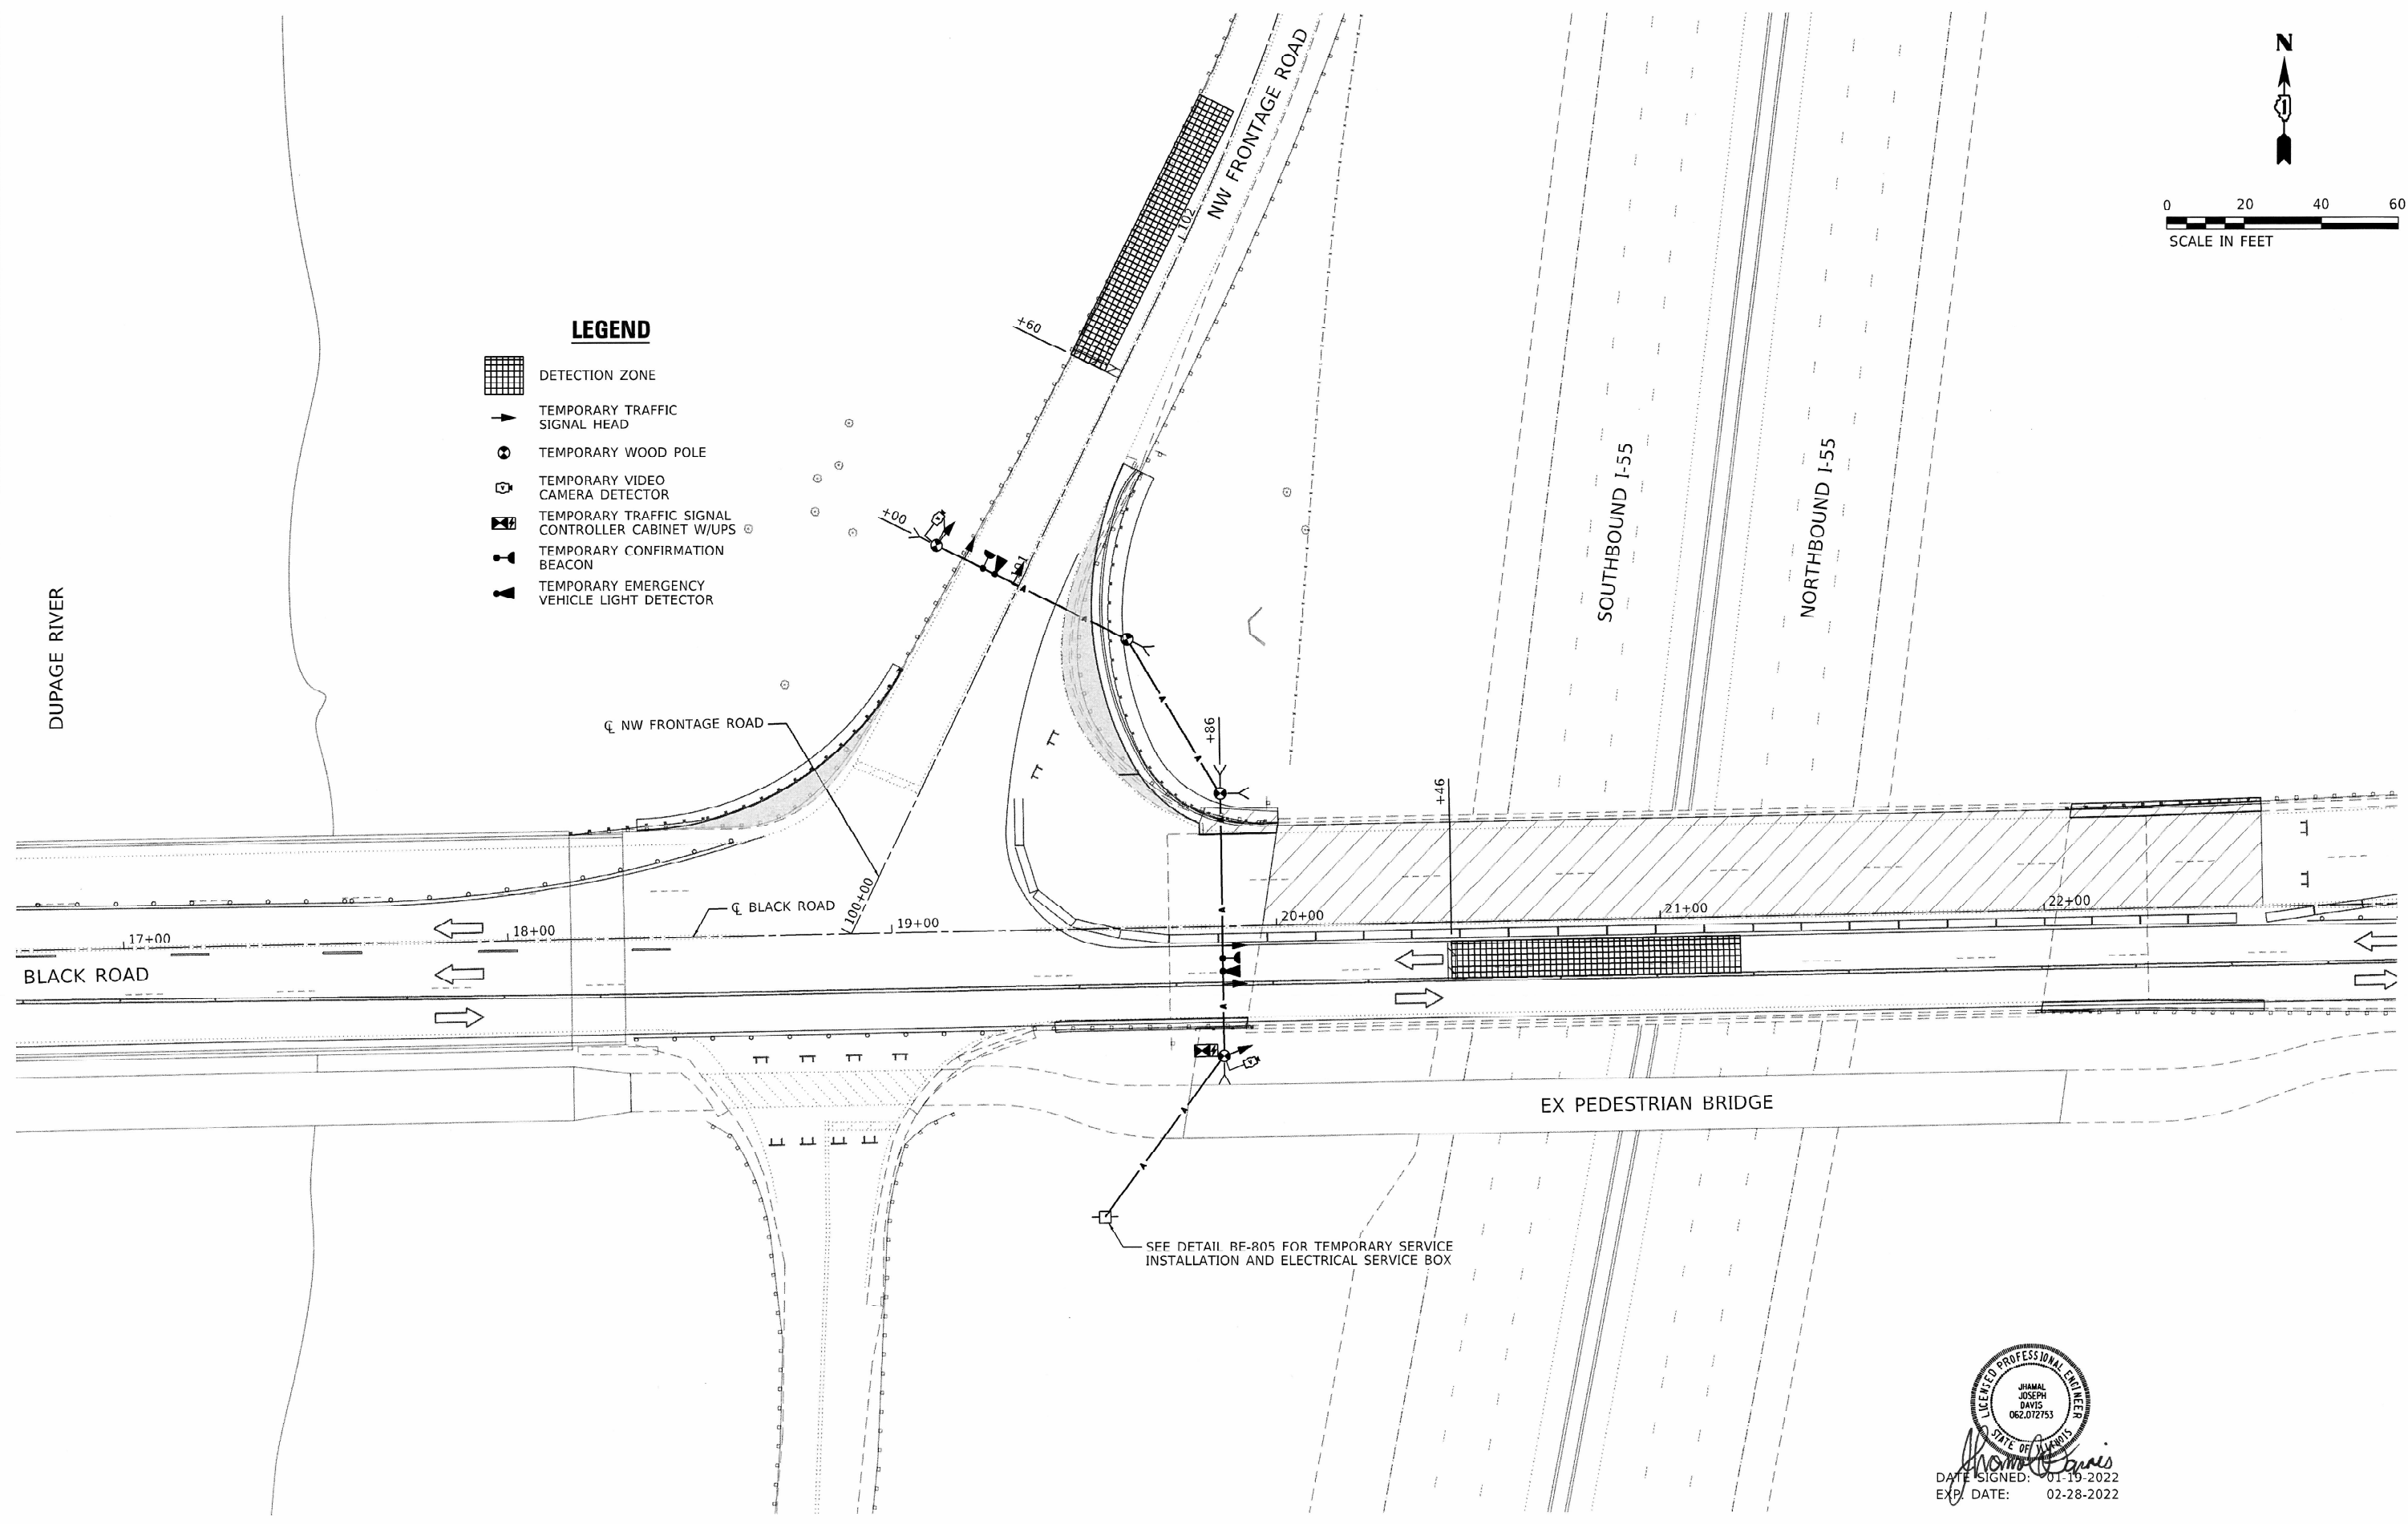 N
1
0 20 40 60
SCALE IN FEET
NW FRONTAGE ROAD
102
+60
LEGEND
DETECTION ZONE
TEMPORARY TRAFFIC
SIGNAL HEAD
TEMPORARY WOOD POLE
TEMPORARY VIDEO
CAMERA DETECTOR
TEMPORARY TRAFFIC SIGNAL
CONTROLLER CABINET W/UPS
TEMPORARY CONFIRMATION
BEACON
TEMPORARY EMERGENCY
VEHICLE LIGHT DETECTOR
+00
101
SOUTHBOUND I-55
NORTHBOUND I-55
DUPAGE RIVER
℄ NW FRONTAGE ROAD
+86
+46
℄ BLACK ROAD
100+00
17+00
18+00
19+00
20+00
21+00
22+00
BLACK ROAD
EX PEDESTRIAN BRIDGE
SEE DETAIL BE-805 FOR TEMPORARY SERVICE
INSTALLATION AND ELECTRICAL SERVICE BOX
LICENSED PROFESSIONAL ENGINEER
JHAMAL
JOSEPH
DAVIS
062.072753
STATE OF ILLINOIS
DATE SIGNED: 01-19-2022
EXP. DATE: 02-28-2022